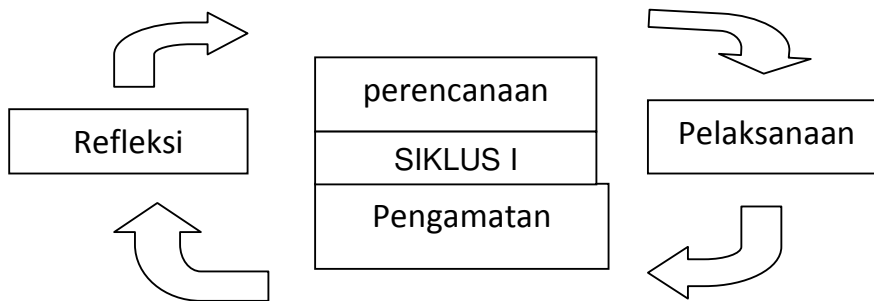 perencanaan
Refleksi
SIKLUS I
Pelaksanaan
Pengamatan